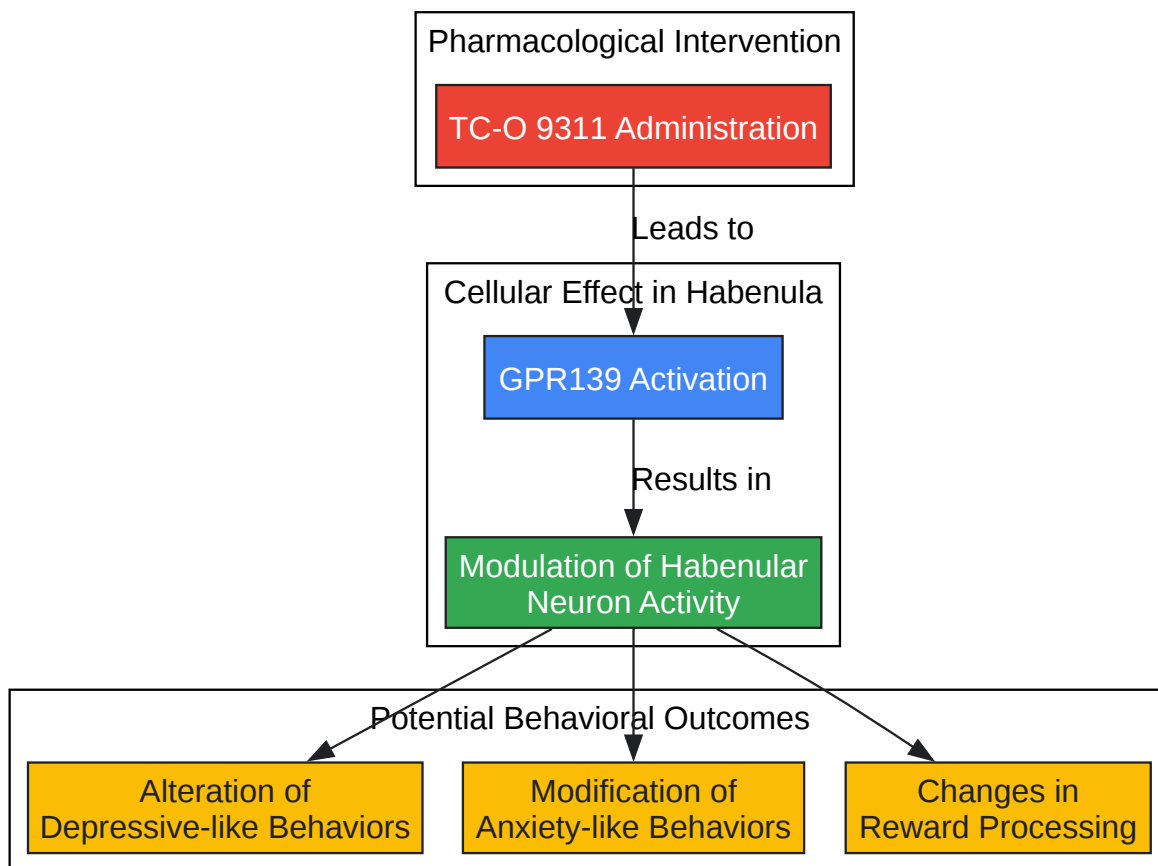 Pharmacological Intervention
TC-O 9311 Administration
Leads to
Cellular Effect in Habenula
GPR139 Activation
Results in
Modulation of Habenular
Neuron Activity
Potential Behavioral Outcomes
Alteration of
Depressive-like Behaviors
Modification of
Anxiety-like Behaviors
Changes in
Reward Processing